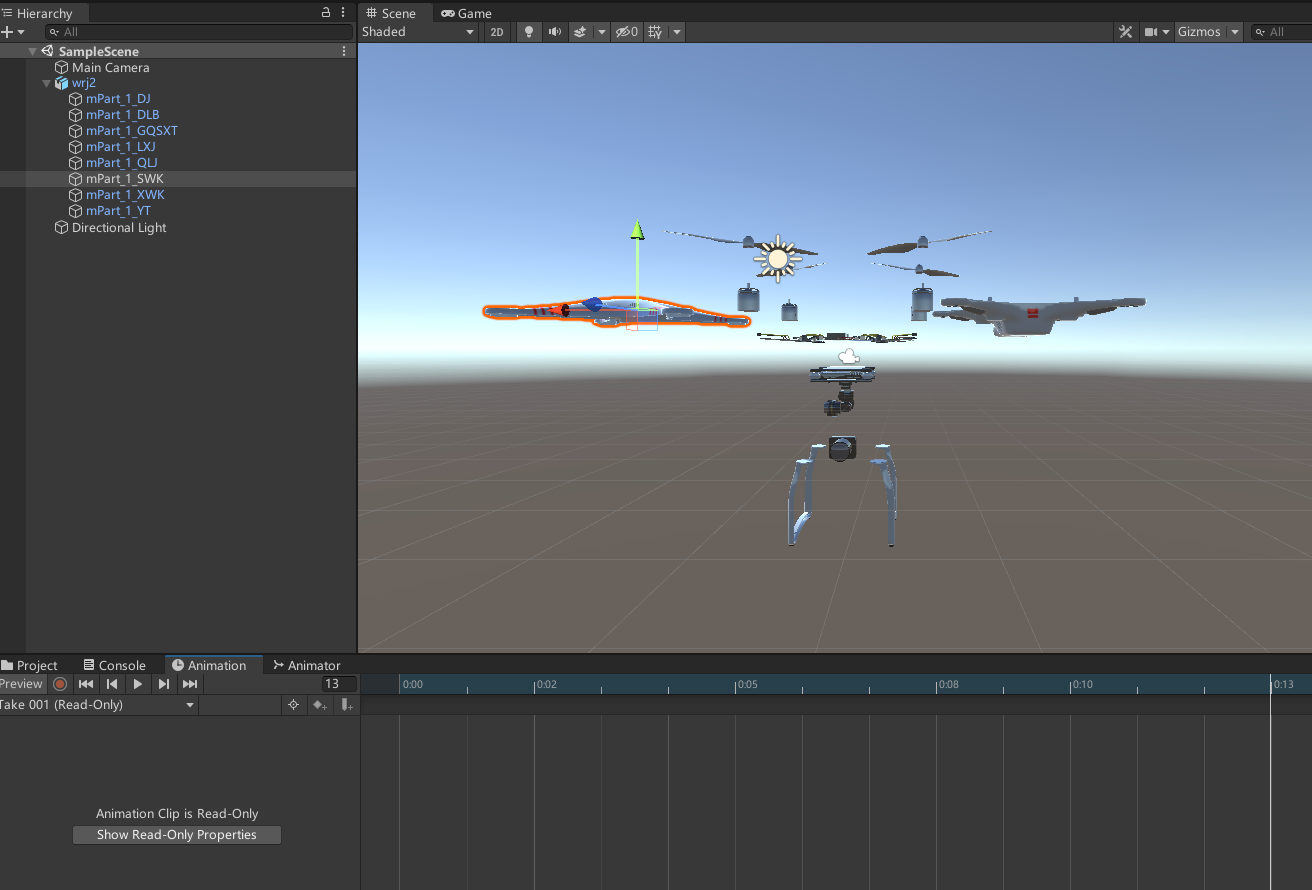 Hierarchy
All
SampleScene
Main Camera
wrj2
mPart_1_DJ
mPart_1_DLB
mPart_1_GQSXT
mPart_1_LXJ
mPart_1_QLJ
mPart_1_SWK
mPart_1_XWK
mPart_1_YT
Directional Light
Scene Game
Shaded 2D 0 Gizmos All
Project Console Animation Animator
Preview 13 0:00 0:02 0:05 0:08 0:10 0:13
Take 001 (Read-Only)
Animation Clip is Read-Only
Show Read-Only Properties